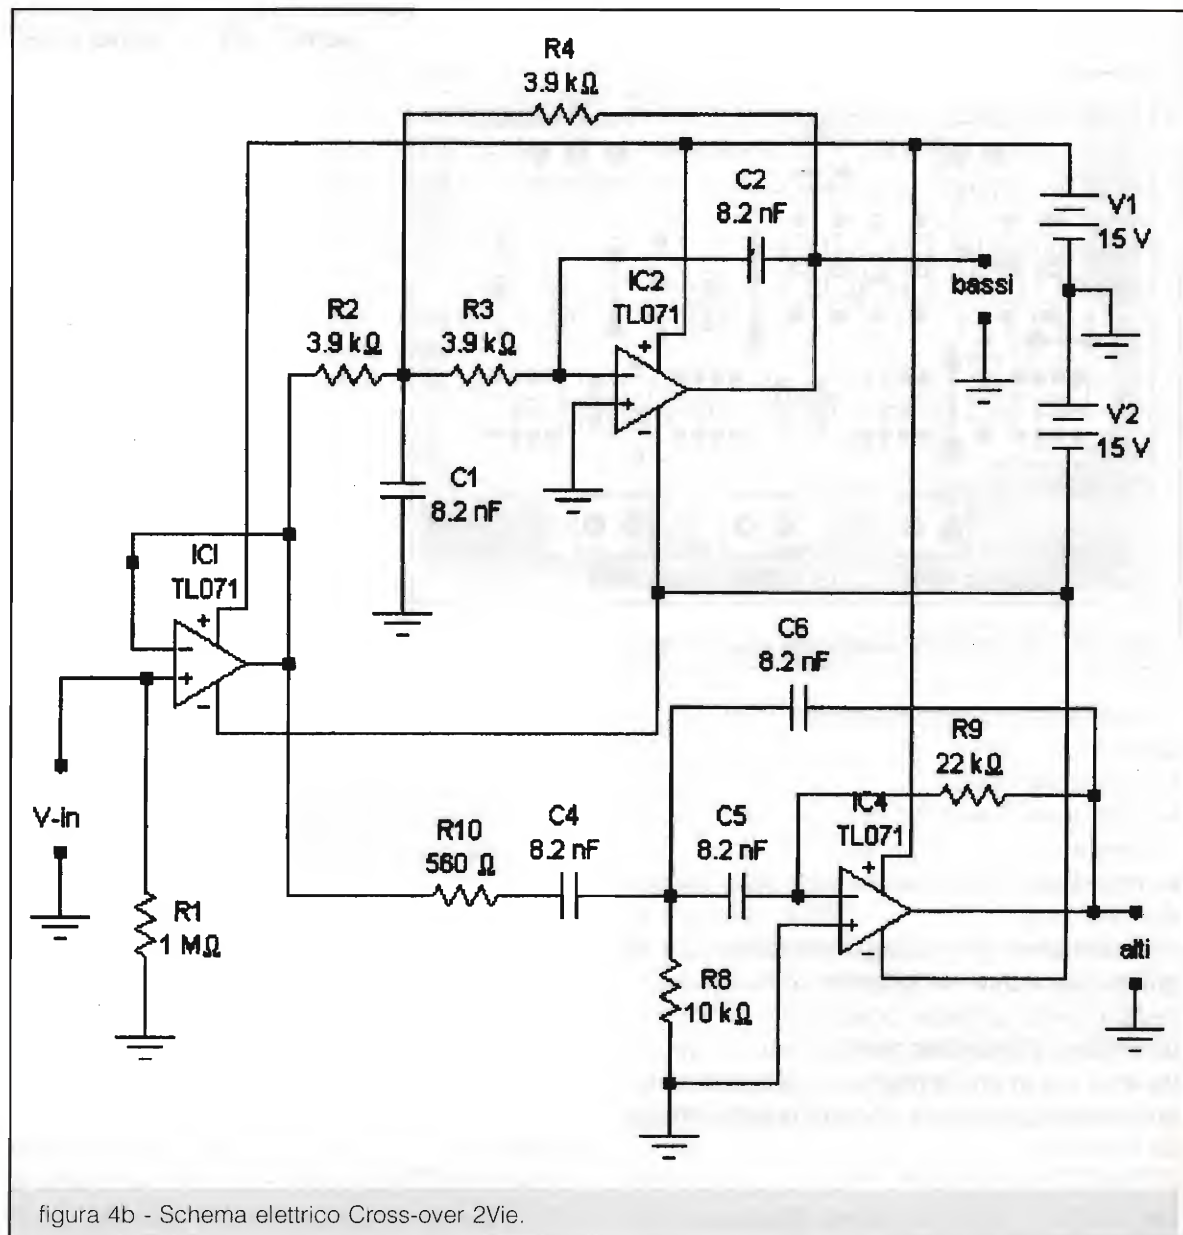 R4
3.9 kΩ
C2
8.2 nF
V1
15 V
IC2
TL071
bassi
R2
3.9 kΩ
R3
3.9 kΩ
+
−
+
−
V2
15 V
C1
8.2 nF
ICI
TL071
+
−
+
−
C6
8.2 nF
R9
22 kΩ
V-in
R10
560 Ω
C4
8.2 nF
C5
8.2 nF
IC4
TL071
+
−
+
−
R1
1 MΩ
R8
10 kΩ
alti
figura 4b - Schema elettrico Cross-over 2Vie.